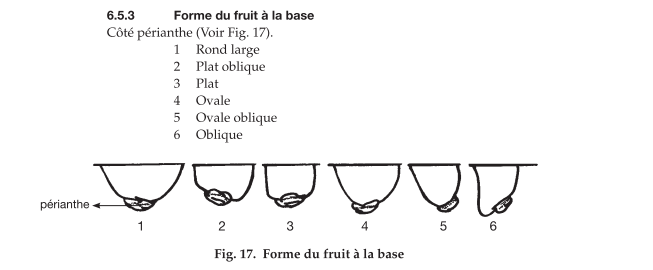 6.5.3 Forme du fruit à la base
Côté périanthe (Voir Fig. 17).
1 Rond large
2 Plat oblique
3 Plat
4 Ovale
5 Ovale oblique
6 Oblique
périanthe
1 2 3 4 5 6
Fig. 17. Forme du fruit à la base